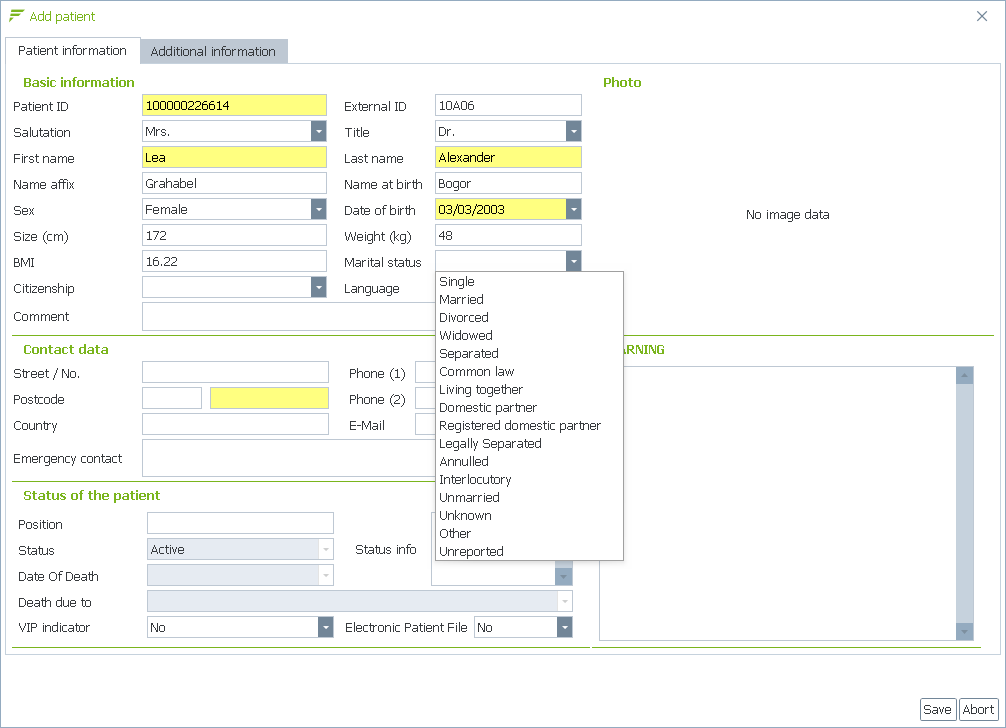 Add patient
Patient information Additional information
Basic information Photo
Patient ID 100000226614 External ID 10A06
Salutation Mrs. Title Dr.
First name Lea Last name Alexander
Name affix Grahabel Name at birth Bogor
Sex Female Date of birth 03/03/2003
No image data
Size (cm) 172 Weight (kg) 48
BMI 16.22 Marital status
Citizenship Language
Comment
Single
Married
Divorced
Widowed
Separated
Common law
Living together
Domestic partner
Registered domestic partner
Legally Separated
Annulled
Interlocutory
Unmarried
Unknown
Other
Unreported
Contact data ARNING
Street / No. Phone (1)
Postcode Phone (2)
Country E-Mail
Emergency contact
Status of the patient
Position
Status Active Status info
Date Of Death
Death due to
VIP indicator No Electronic Patient File No
Save Abort